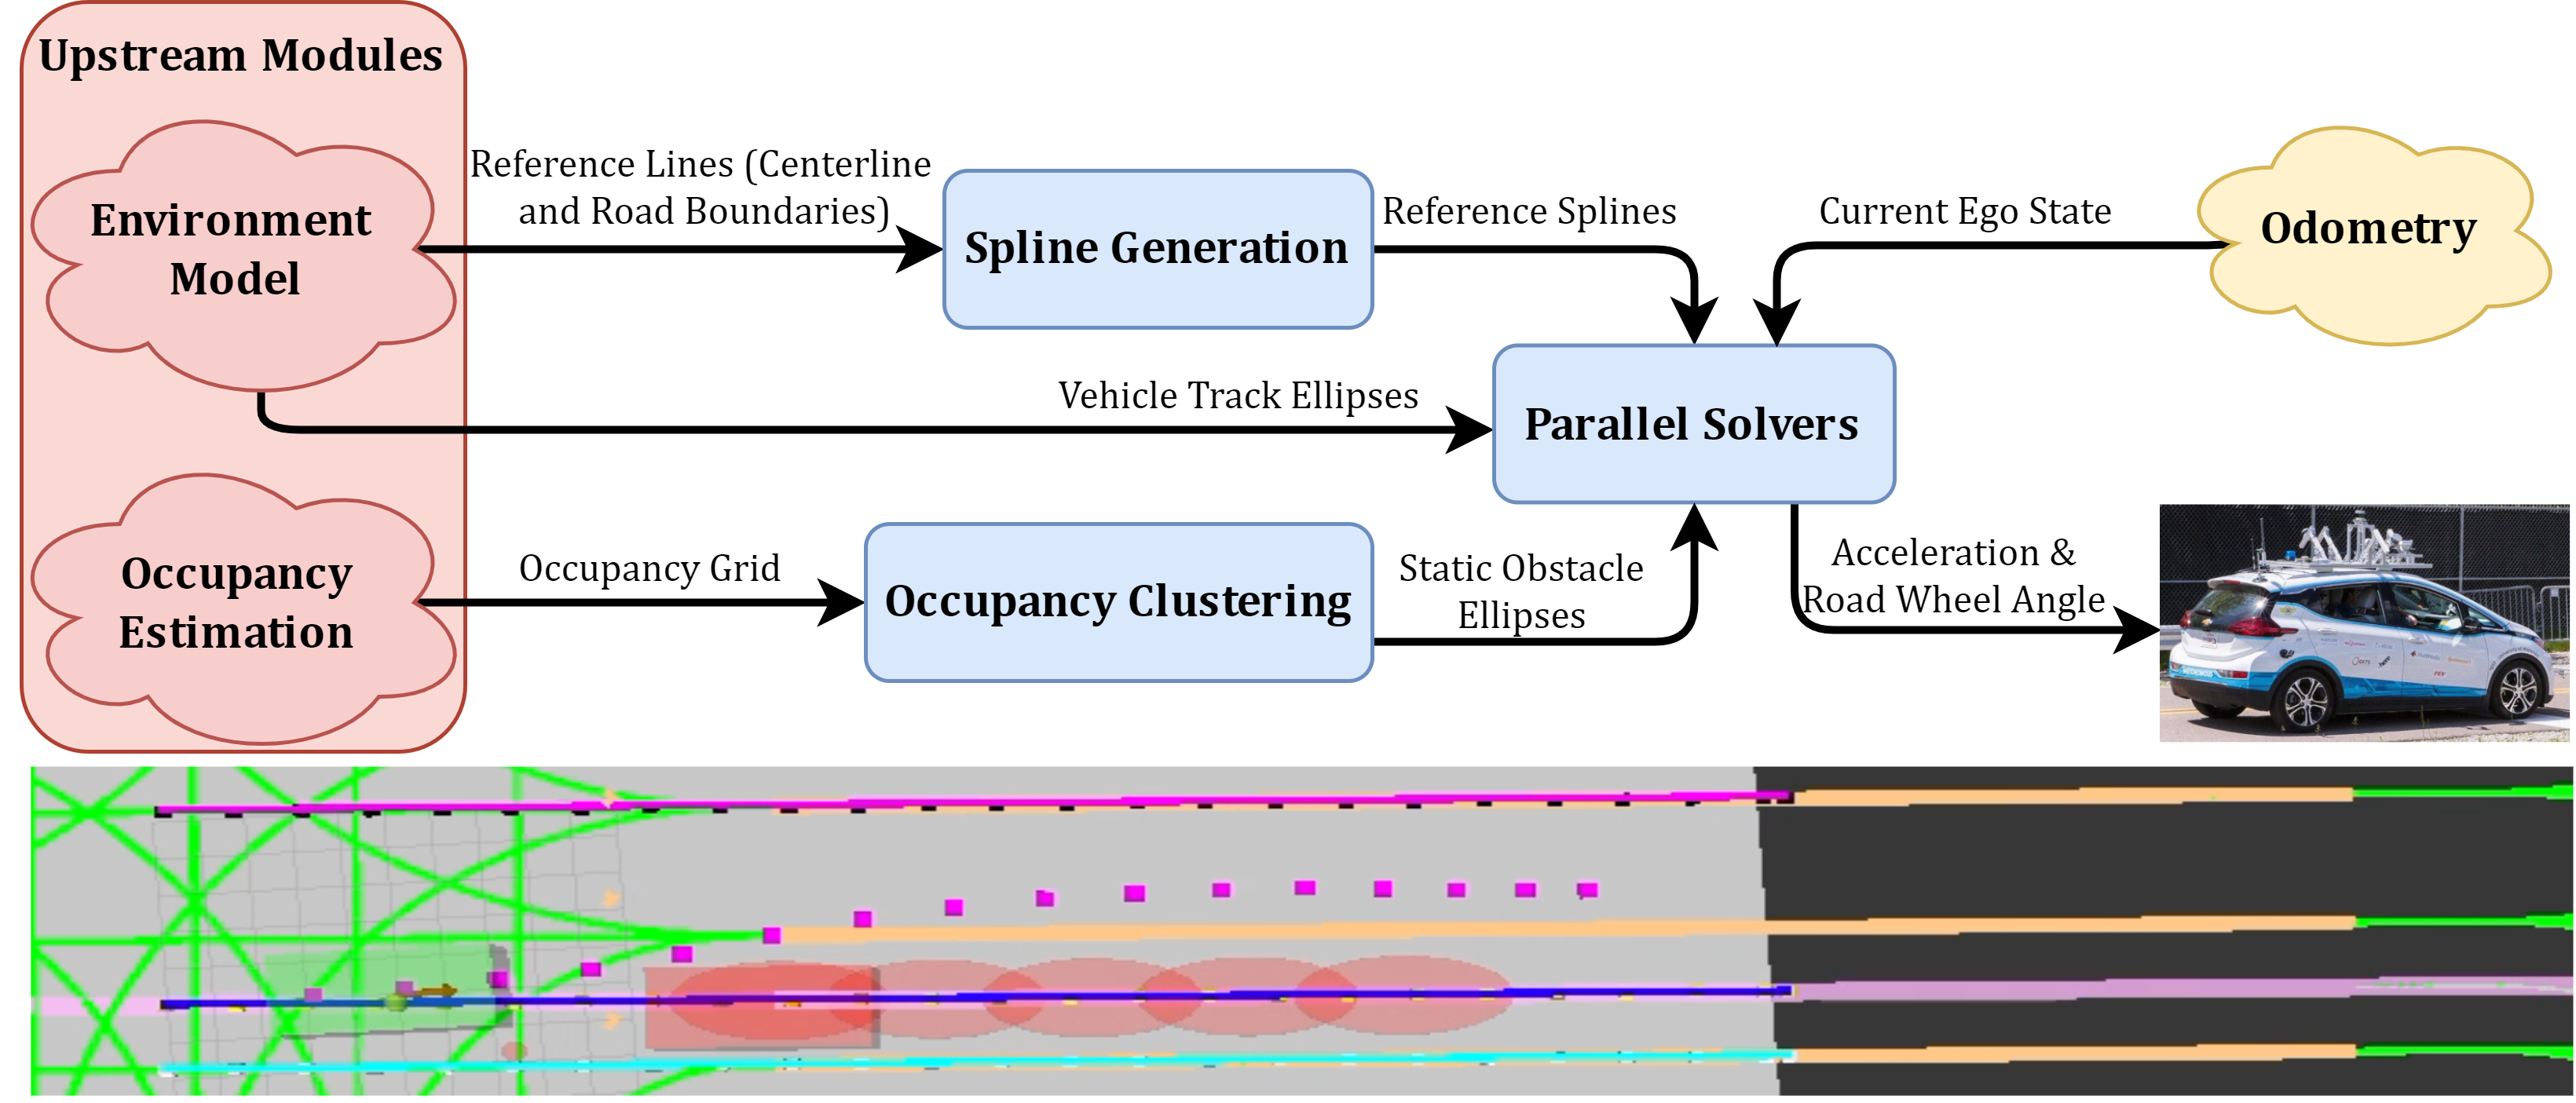 Upstream Modules
Environment
Model
Reference Lines (Centerline
and Road Boundaries)
Spline Generation
Reference Splines
Current Ego State
Odometry
Vehicle Track Ellipses
Parallel Solvers
Occupancy
Estimation
Occupancy Grid
Occupancy Clustering
Static Obstacle
Ellipses
Acceleration &
Road Wheel Angle